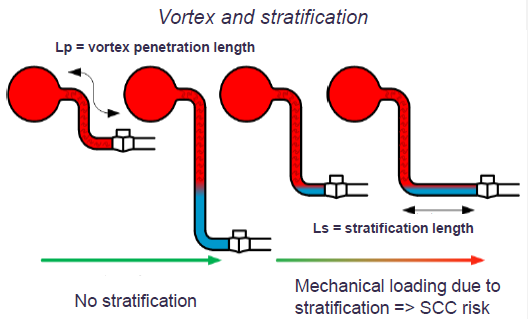 Vortex and stratification
Lp = vortex penetration length
Ls = stratification length
No stratification
Mechanical loading due to
stratification => SCC risk